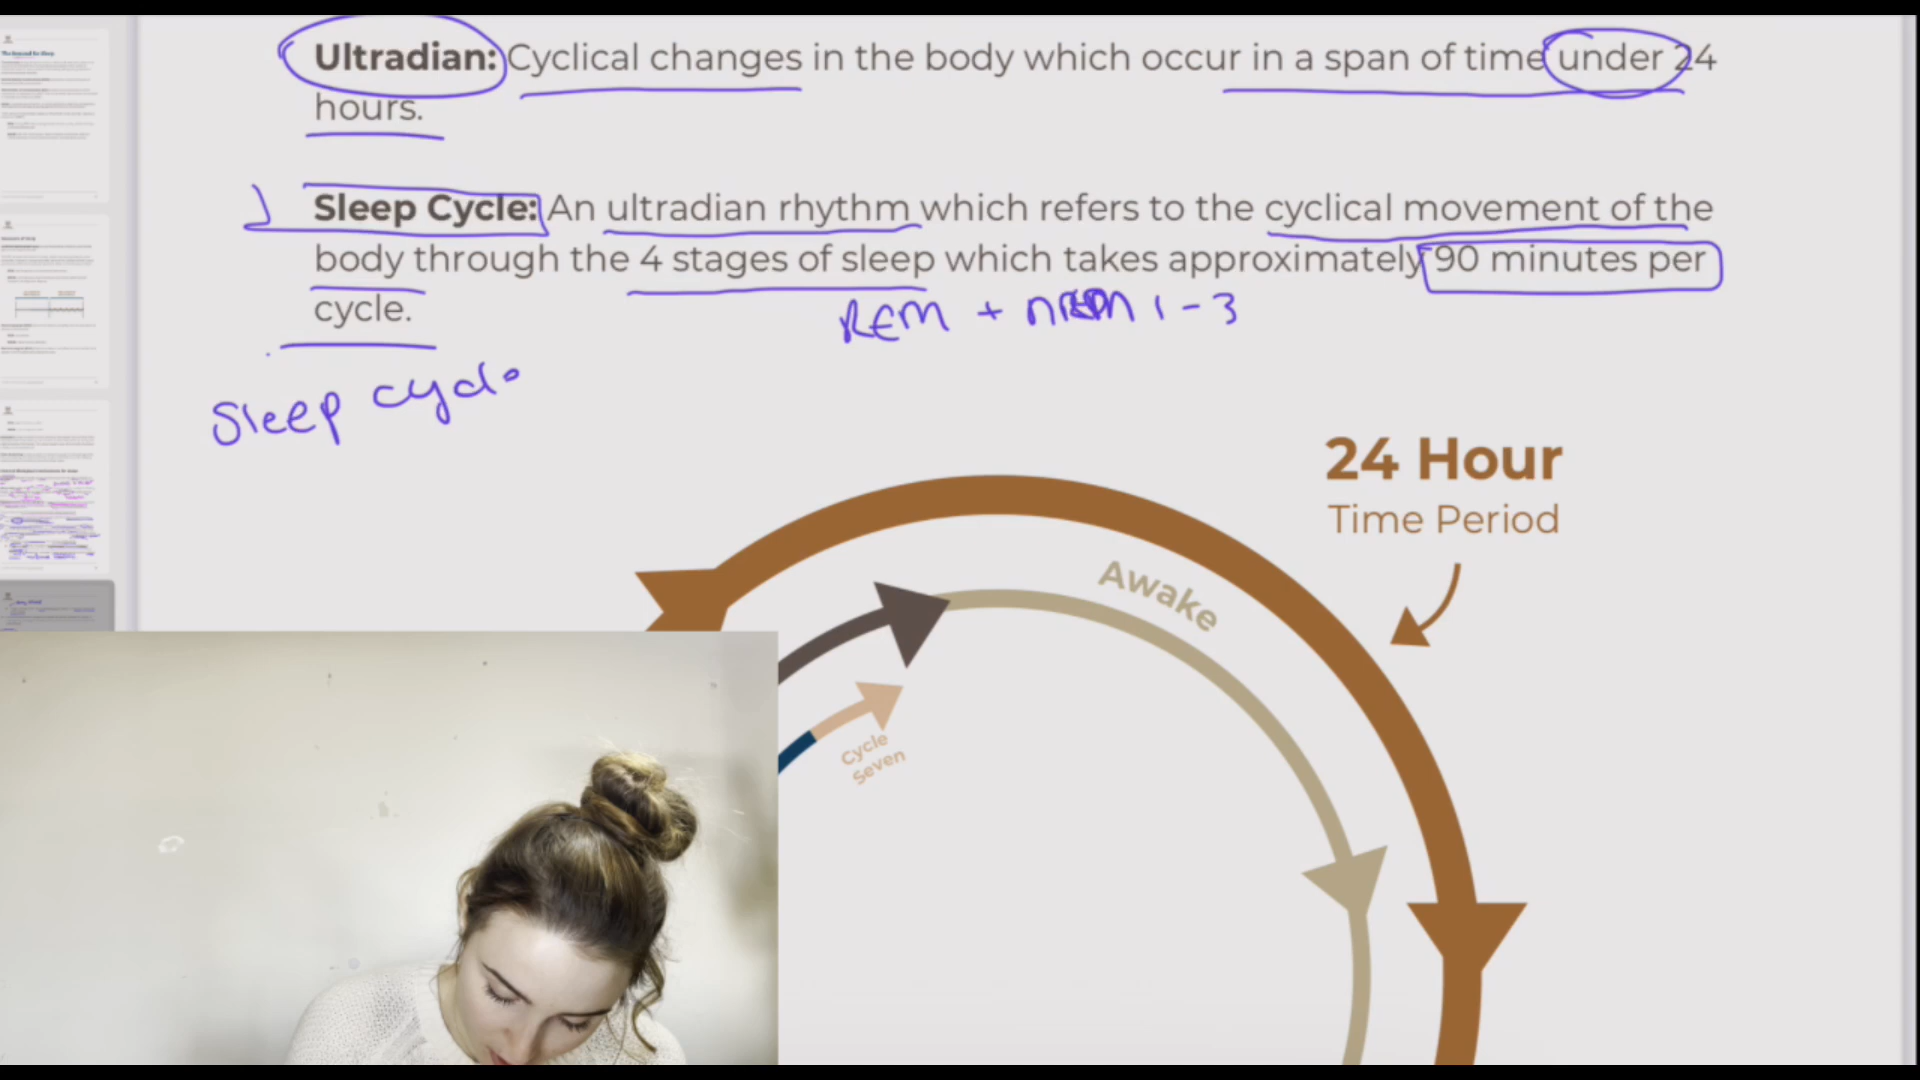 Ultradian: Cyclical changes in the body which occur in a span of time under 24
hours.
Sleep Cycle: An ultradian rhythm which refers to the cyclical movement of the
body through the 4 stages of sleep which takes approximately 90 minutes per
cycle.
REM + NREM 1 - 3
Sleep cycle
24 Hour
Time Period
Awake
Cycle
Seven